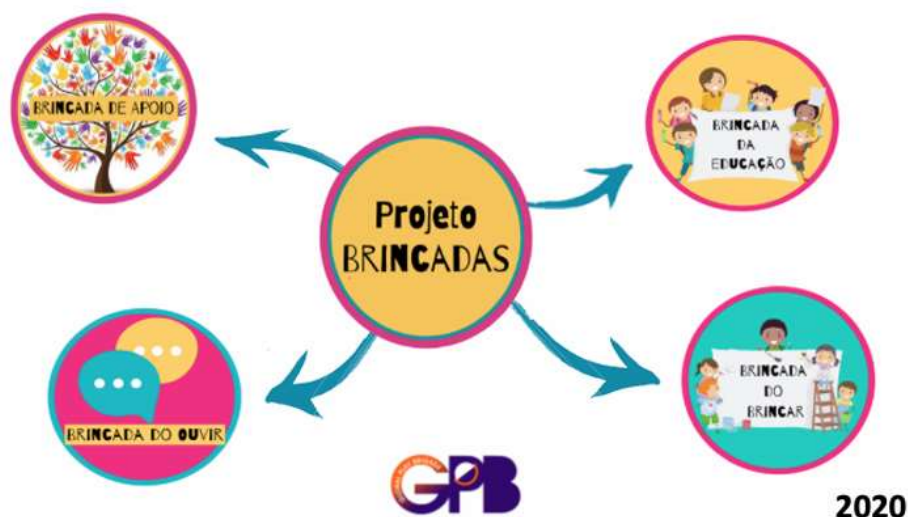 BRINCADA DE APOIO
BRINCADA
DA
EDUCAÇÃO
Projeto
BRINCADAS
BRINCADA DO OUVIR
BRINCADA
DO
BRINCAR
GPB
2020